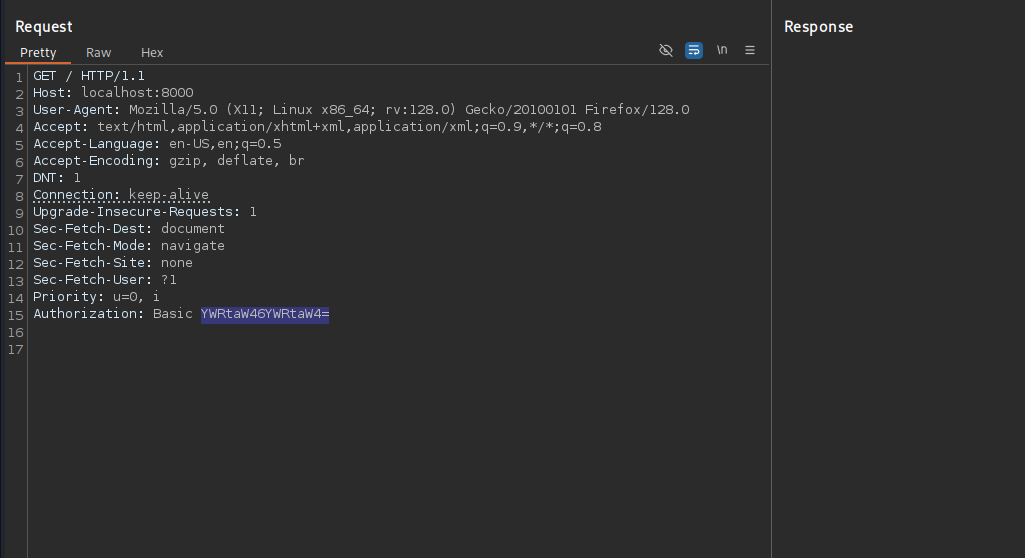 Request
Response
Pretty Raw Hex
\n
1 GET / HTTP/1.1
2 Host: localhost:8000
3 User-Agent: Mozilla/5.0 (X11; Linux x86_64; rv:128.0) Gecko/20100101 Firefox/128.0
4 Accept: text/html,application/xhtml+xml,application/xml;q=0.9,*/*;q=0.8
5 Accept-Language: en-US,en;q=0.5
6 Accept-Encoding: gzip, deflate, br
7 DNT: 1
8 Connection: keep-alive
9 Upgrade-Insecure-Requests: 1
10 Sec-Fetch-Dest: document
11 Sec-Fetch-Mode: navigate
12 Sec-Fetch-Site: none
13 Sec-Fetch-User: ?1
14 Priority: u=0, i
15 Authorization: Basic YWRtaW46YWRtaW4=
16
17